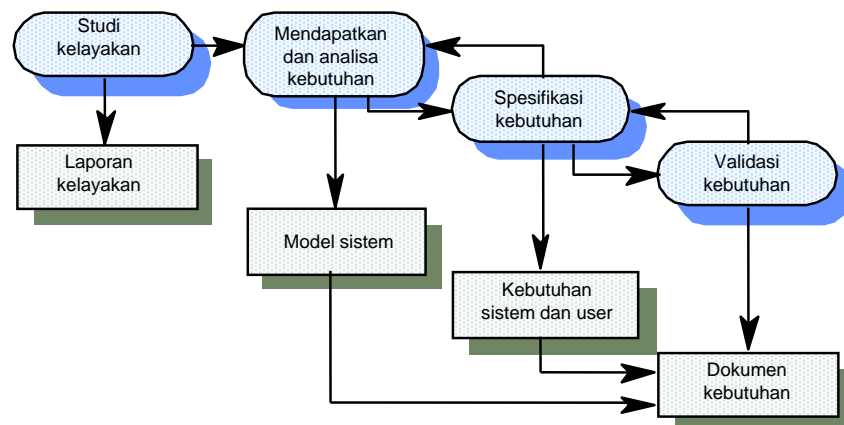 Studi
kelayakan
Mendapatkan
dan analisa
kebutuhan
Spesifikasi
kebutuhan
Validasi
kebutuhan
Laporan
kelayakan
Model sistem
Kebutuhan
sistem dan user
Dokumen
kebutuhan